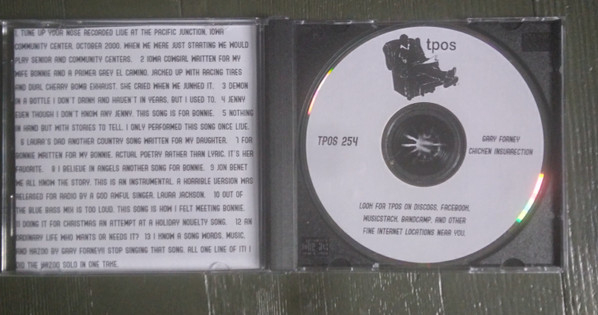 1. TUNE UP YOUR NOSE RECORDED LIVE AT THE PACIFIC JUNCTION, IOWA
COMMUNITY CENTER, OCTOBER 2000. WHEN WE WERE JUST STARTING WE WOULD
PLAY SENIOR AND COMMUNITY CENTERS. 2 IOWA COWGIRL WRITTEN FOR MY
WIFE BONNIE AND A PRIMER GREY EL CAMINO, JACKED UP WITH RACING TIRES
AND DUAL CHERRY BOMB EXHAUST. SHE CRIED WHEN WE JUNKED IT. 3 DEMON
IN A BOTTLE I DON'T DRINK AND HAVEN'T IN YEARS, BUT I USED TO. 4 JENNY
EVEN THOUGH I DON'T KNOW ANY JENNY, THIS SONG IS FOR BONNIE. 5 NOTHING
IN HAND BUT WITH STORIES TO TELL. I ONLY PERFORMED THIS SONG ONCE LIVE.
6 LAURA'S DAD ANOTHER COUNTRY SONG WRITTEN FOR MY DAUGHTER. 7 FOR
BONNIE WRITTEN FOR MY BONNIE. ACTUAL POETRY RATHER THAN LYRIC. IT'S HER
FAVORITE. 8 I BELIEVE IN ANGELS ANOTHER SONG FOR BONNIE. 9 JON BENET
WE ALL KNOW THE STORY. THIS IS AN INSTRUMENTAL. A HORRIBLE VERSION WAS
RELEASED FOR RADIO BY A GOD AWFUL SINGER, LAURA JACKSON. 10 OUT OF
THE BLUE BASS MIX IS TOO LOUD. THIS SONG IS HOW I FELT MEETING BONNIE.
11 DOING IT FOR CHRISTMAS AN ATTEMPT AT A HOLIDAY NOVELTY SONG. 12 AN
ORDINARY LIFE WHO WANTS OR NEEDS IT? 13 I KNOW A SONG WORDS, MUSIC,
AND KAZOO BY GARY FORNEY! STOP SINGING THAT SONG. ALL ONE LINE OF IT! I
DID THE KAZOO SOLO IN ONE TAKE.
tpos
TPOS 254
GARY FORNEY
CHICKEN INSURRECTION
LOOK FOR TPOS ON DISCOGS, FACEBOOK,
MUSICSTACK, BANDCAMP, AND OTHER
FINE INTERNET LOCATIONS NEAR YOU.